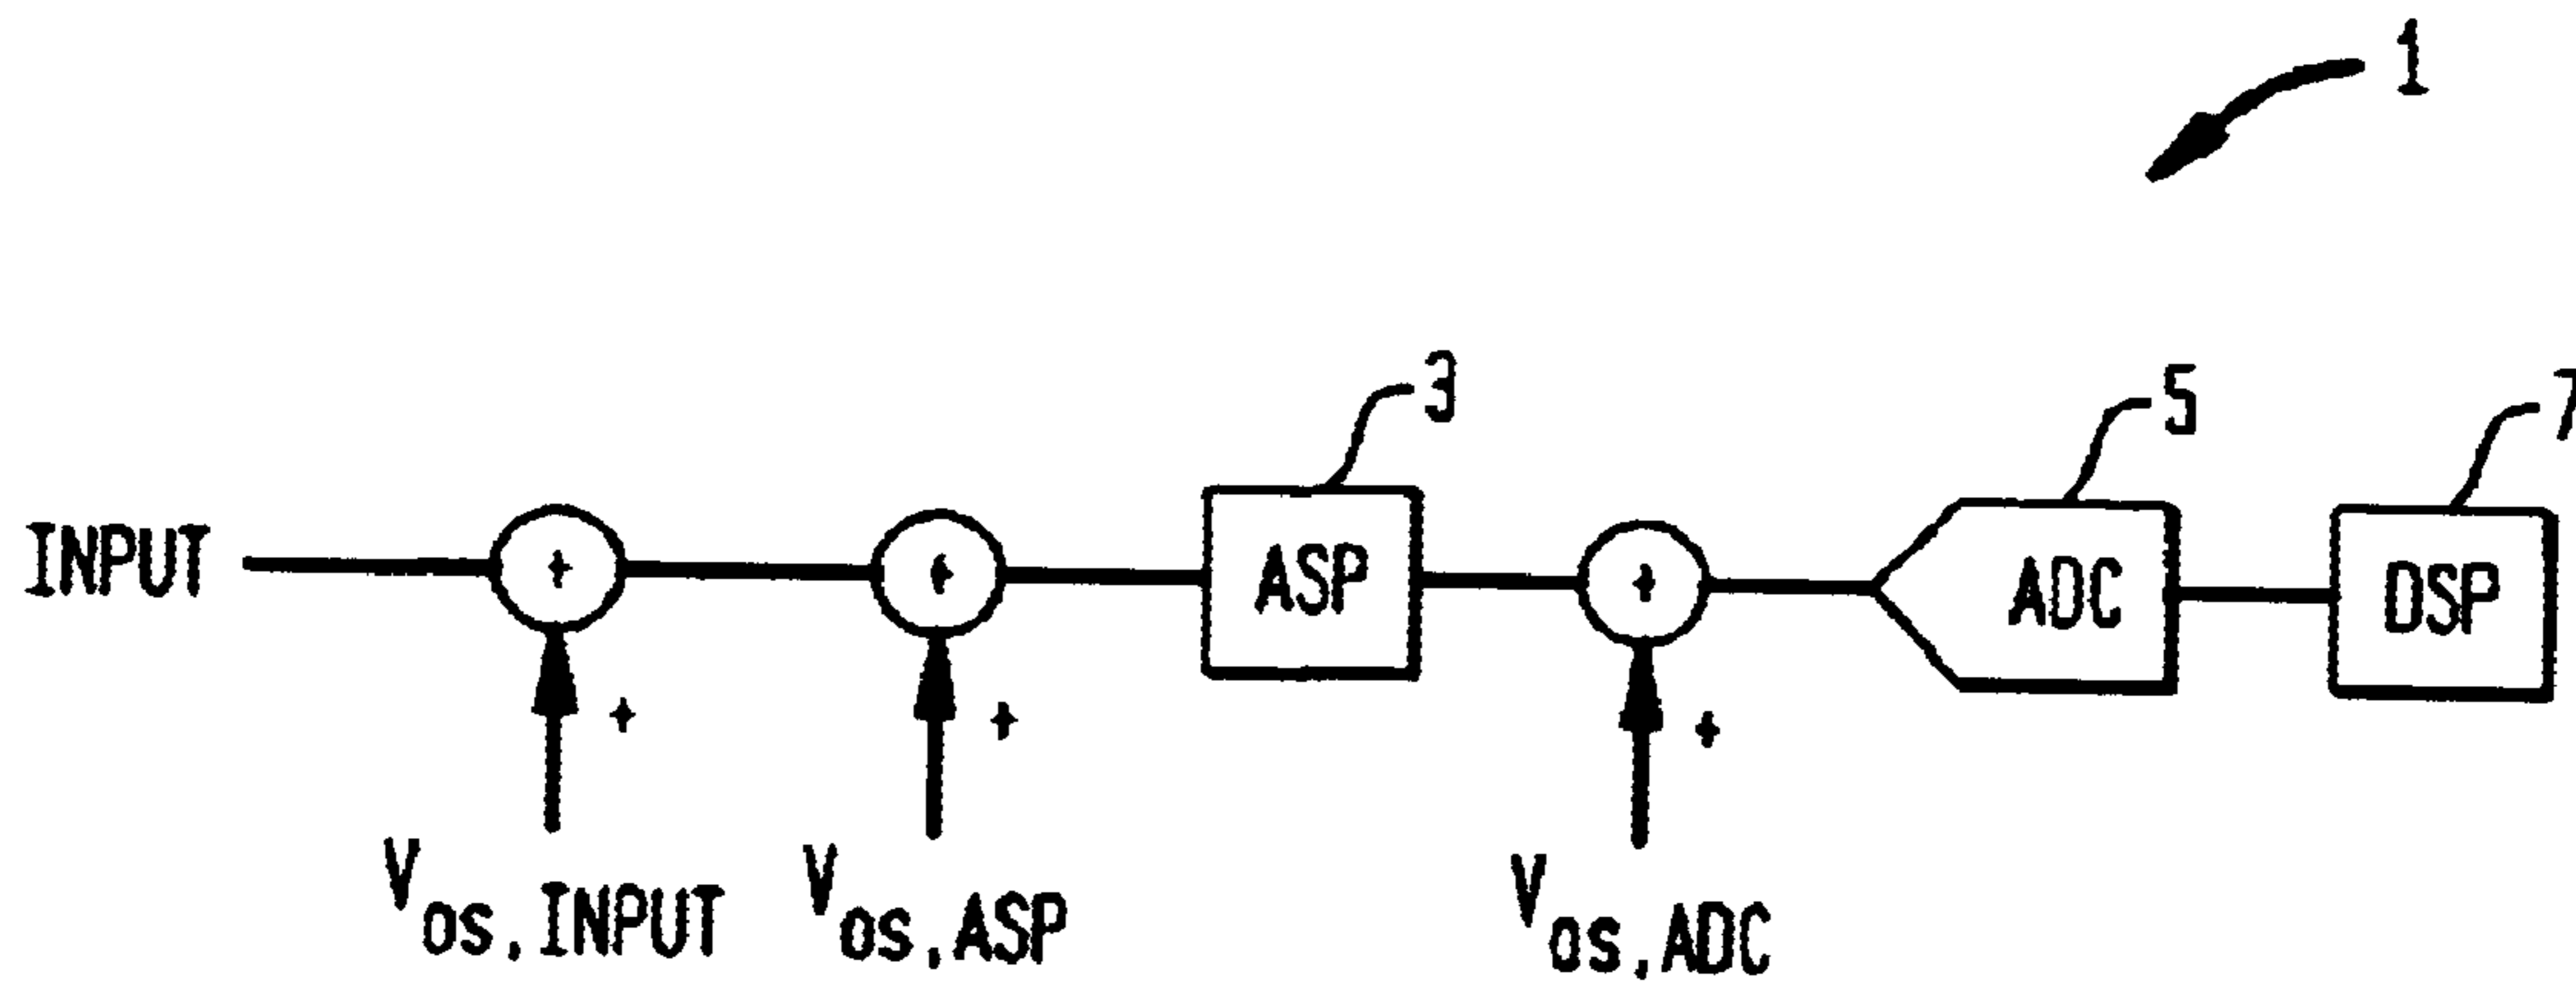 1
3
5
7
INPUT
+
+
ASP
+
ADC
DSP
+
+
+
Vos,INPUT
Vos,ASP
Vos,ADC